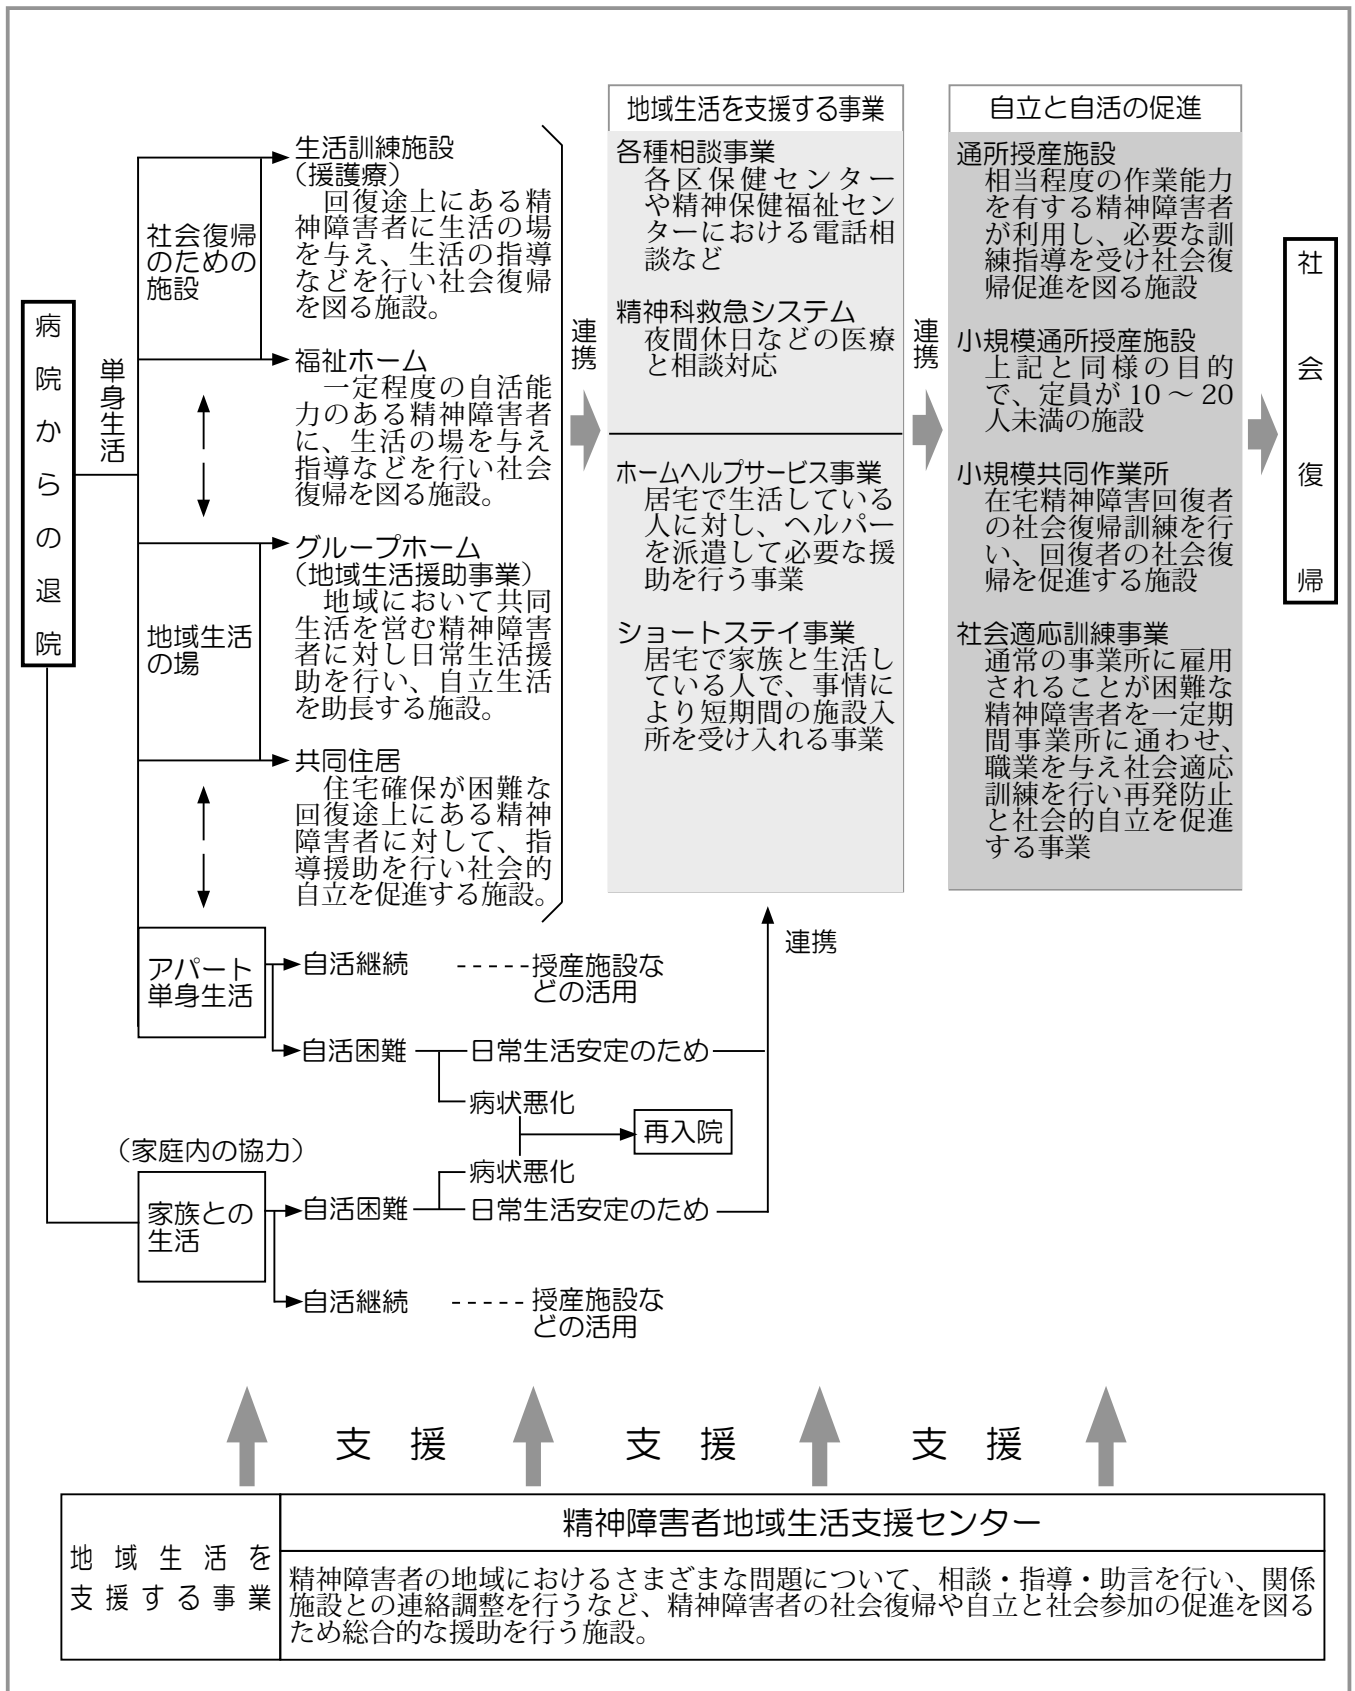 病院からの退院
単身生活
社会復帰
のための
施設
生活訓練施設
(援護療)
回復途上にある精
神障害者に生活の場
を与え、生活の指導
などを行い社会復帰
を図る施設。
福祉ホーム
一定程度の自活能
力のある精神障害者
に、生活の場を与え
指導などを行い社会
復帰を図る施設。
地域生活
の場
グループホーム
(地域生活援助事業)
地域において共同
生活を営む精神障害
者に対し日常生活援
助を行い、自立生活
を助長する施設。
共同住居
住宅確保が困難な
回復途上にある精神
障害者に対して、指
導援助を行い社会的
自立を促進する施設。
連携
地域生活を支援する事業
各種相談事業
各区保健センター
や精神保健福祉セン
ターにおける電話相
談など
精神科救急システム
夜間休日などの医療
と相談対応
ホームヘルプサービス事業
居宅で生活している
人に対し、ヘルパー
を派遣して必要な援
助を行う事業
ショートステイ事業
居宅で家族と生活し
ている人で、事情に
より短期間の施設入
所を受け入れる事業
連携
自立と自活の促進
通所授産施設
相当程度の作業能力
を有する精神障害者
が利用し、必要な訓
練指導を受け社会復
帰促進を図る施設
小規模通所授産施設
上記と同様の目的
で、定員が 10 〜 20
人未満の施設
小規模共同作業所
在宅精神障害回復者
の社会復帰訓練を行
い、回復者の社会復
帰を促進する施設
社会適応訓練事業
通常の事業所に雇用
されることが困難な
精神障害者を一定期
間事業所に通わせ、
職業を与え社会適応
訓練を行い再発防止
と社会的自立を促進
する事業
社会復帰
アパート
単身生活
自活継続
授産施設な
どの活用
自活困難
日常生活安定のため
連携
病状悪化
再入院
(家庭内の協力)
家族との
生活
病状悪化
自活困難
日常生活安定のため
自活継続
授産施設な
どの活用
支 援
支 援
支 援
地域生活を
支援する事業
精神障害者地域生活支援センター
精神障害者の地域におけるさまざまな問題について、相談・指導・助言を行い、関係
施設との連絡調整を行うなど、精神障害者の社会復帰や自立と社会参加の促進を図る
ため総合的な援助を行う施設。